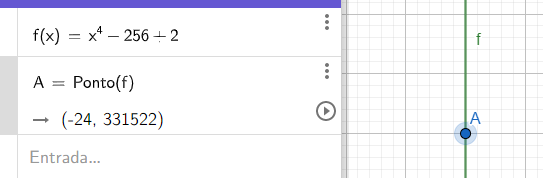 f(x) = x⁴ − 256 ÷ 2
f
A = Ponto(f)
→ (-24, 331522)
A
Entrada...